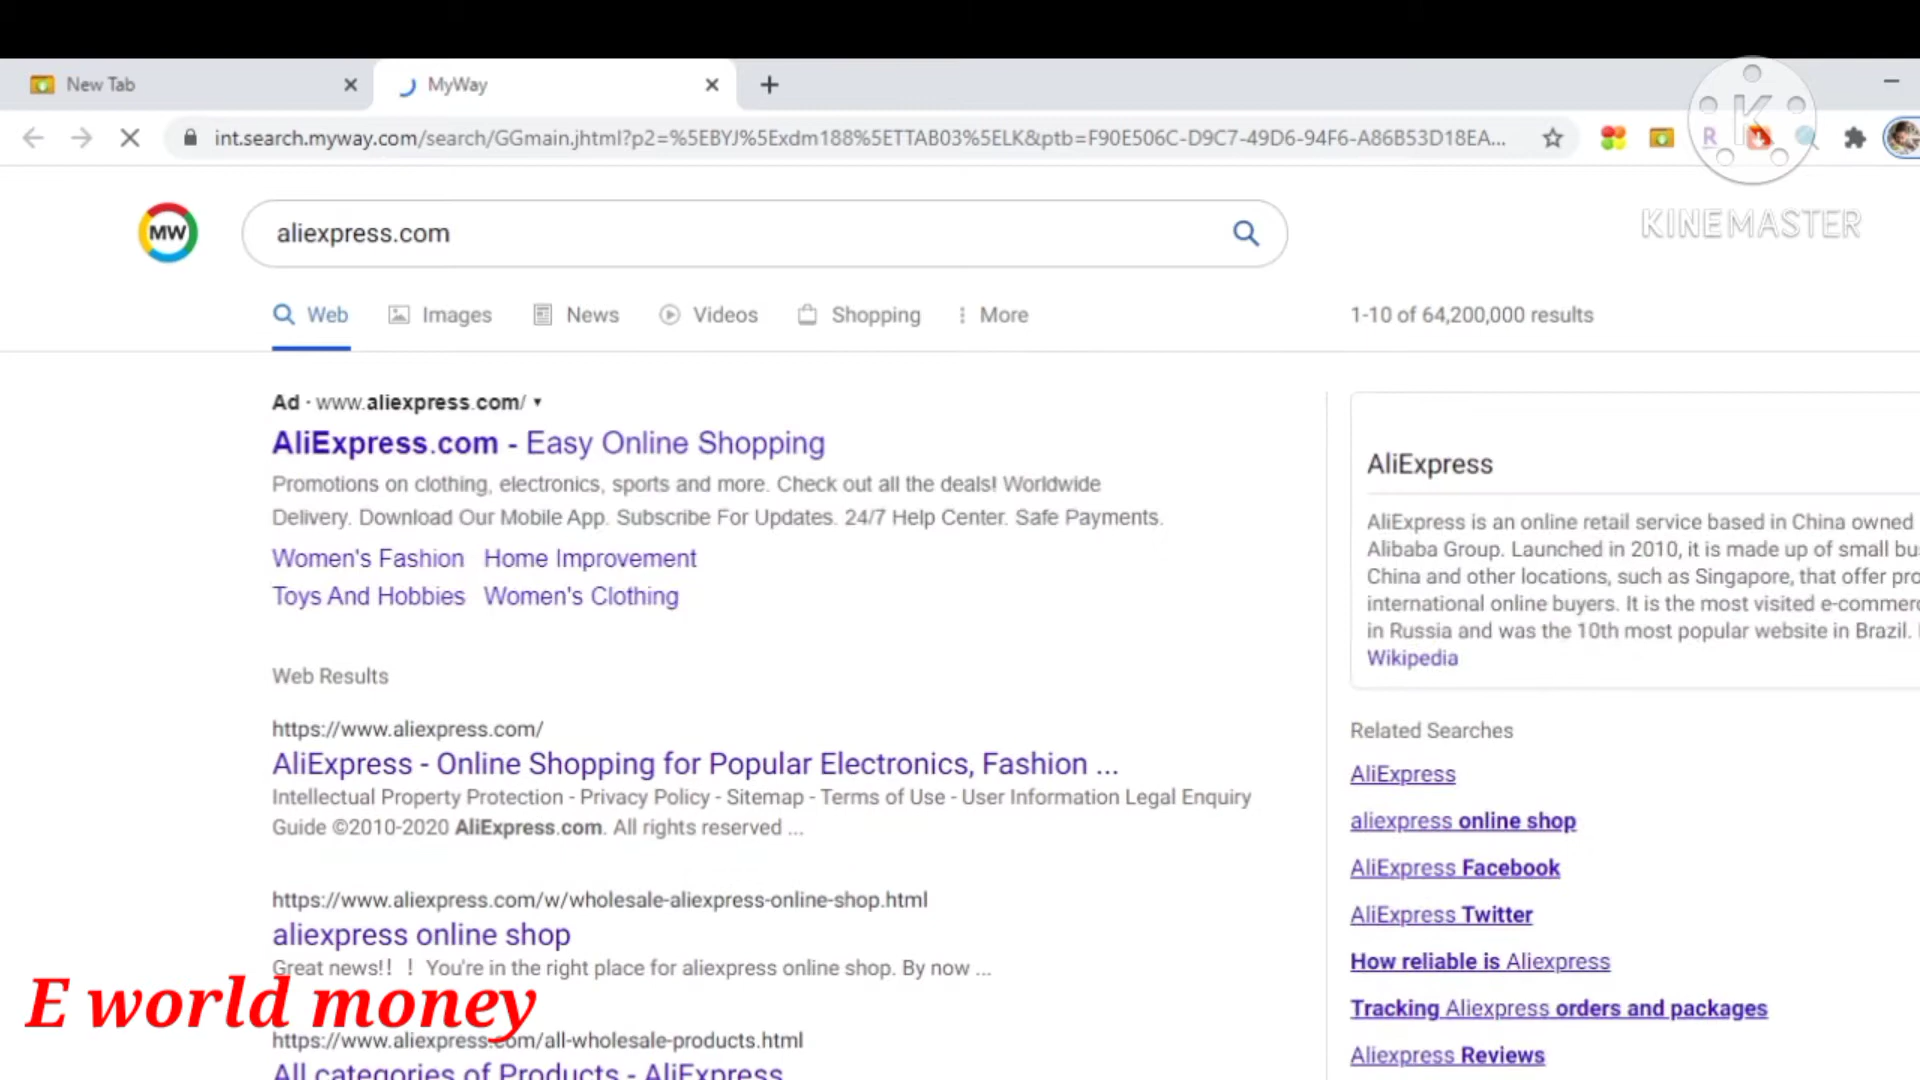 New Tab
MyWay
int.search.myway.com/search/GGmain.jhtml?p2=%5EBYJ%5Exdm188%5ETTAB03%5ELK&ptb=F90E506C-D9C7-49D6-94F6-A86B53D18EA...
R
K
KINEMASTER
MW
aliexpress.com
Web
Images
News
Videos
Shopping
More
1-10 of 64,200,000 results
Ad · www.aliexpress.com/
AliExpress.com - Easy Online Shopping
Promotions on clothing, electronics, sports and more. Check out all the deals! Worldwide
Delivery. Download Our Mobile App. Subscribe For Updates. 24/7 Help Center. Safe Payments.
Women's Fashion Home Improvement
Toys And Hobbies Women's Clothing
Web Results
https://www.aliexpress.com/
AliExpress - Online Shopping for Popular Electronics, Fashion ...
Intellectual Property Protection - Privacy Policy - Sitemap - Terms of Use - User Information Legal Enquiry
Guide ©2010-2020 AliExpress.com. All rights reserved ...
https://www.aliexpress.com/w/wholesale-aliexpress-online-shop.html
aliexpress online shop
Great news!! ! You're in the right place for aliexpress online shop. By now ...
E world money
https://www.aliexpress.com/all-wholesale-products.html
All categories of Products - AliExpress
AliExpress
AliExpress is an online retail service based in China owned
Alibaba Group. Launched in 2010, it is made up of small bu
China and other locations, such as Singapore, that offer pro
international online buyers. It is the most visited e-commerc
in Russia and was the 10th most popular website in Brazil.
Wikipedia
Related Searches
AliExpress
aliexpress online shop
AliExpress Facebook
AliExpress Twitter
How reliable is Aliexpress
Tracking Aliexpress orders and packages
Aliexpress Reviews